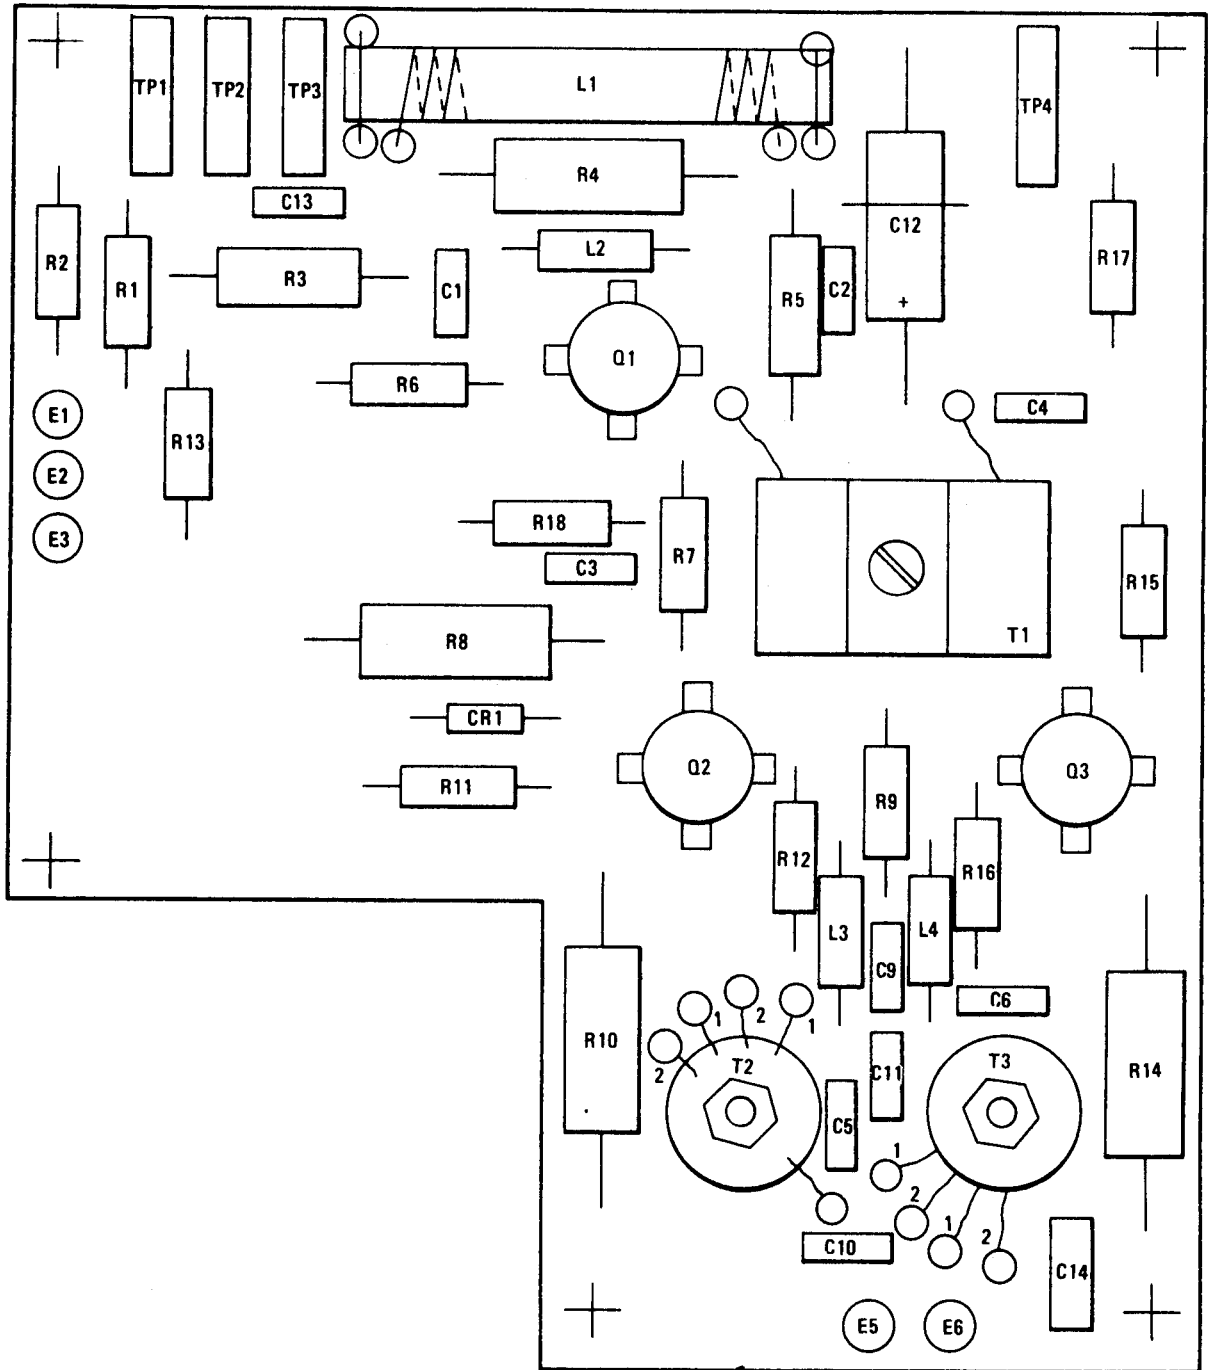 TP1 TP2 TP3 L1 TP4
R4
C13
C12
R2 R1 R3 C1 L2 R5 C2 R17
+
Q1
R6
C4
E1
R13
E2
R18
E3
C3 R7
R15
T1
R8
CR1
Q2 Q3
R11
R9
R12 R16
L3 L4
C9
C6
2 1
1
R10 2 T2 C11 T3 R14
C5
1
2
1 2
C10
C14
E5 E6